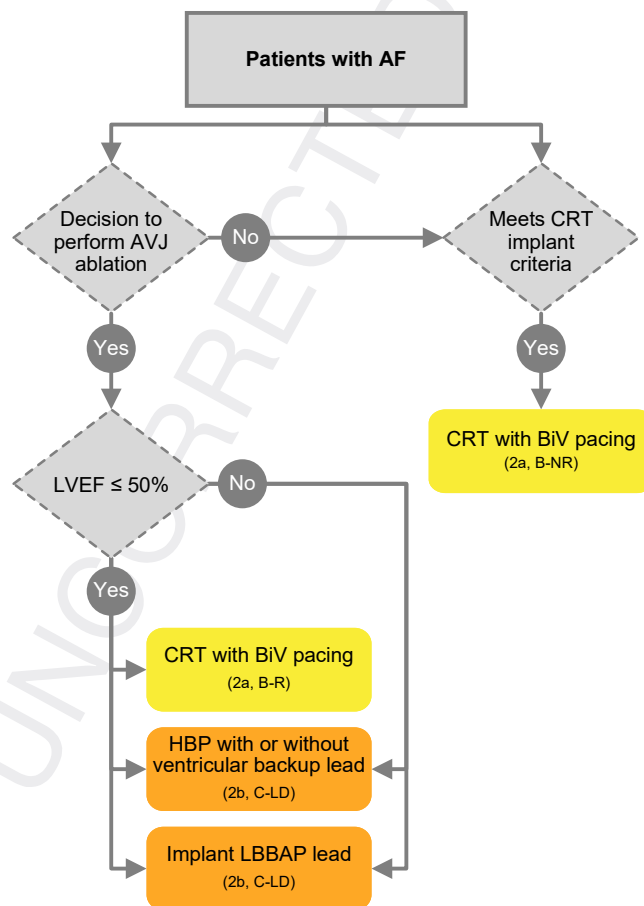 Patients with AF
Decision to
perform AVJ
ablation
No
Meets CRT
implant
criteria
Yes
Yes
CRT with BiV pacing
(2a, B-NR)
LVEF ≤ 50%
No
Yes
CRT with BiV pacing
(2a, B-R)
HBP with or without
ventricular backup lead
(2b, C-LD)
Implant LBBAP lead
(2b, C-LD)
UNCORRECTED